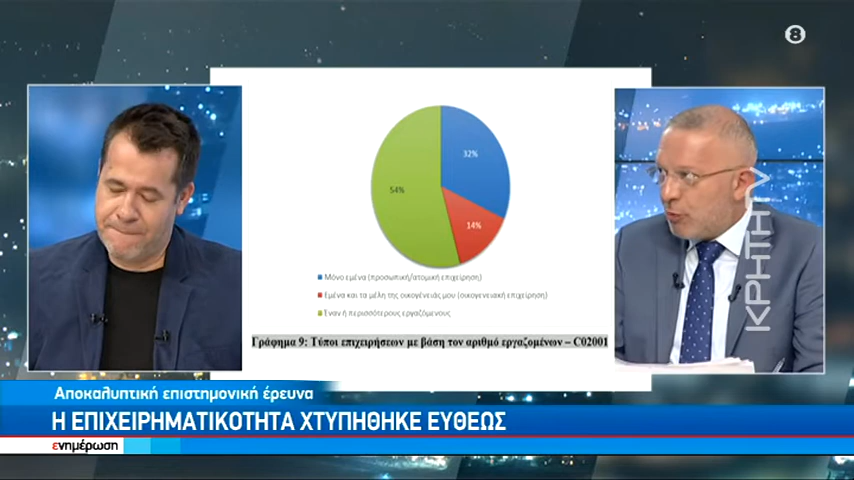 8
32%
54%
14%
Μόνο εμένα (προσωπική/ατομική επιχείρηση)
Εμένα και τα μέλη της οικογένειάς μου (οικογενειακή επιχείρηση)
Έναν ή περισσότερους εργαζόμενους
Γράφημα 9: Τύποι επιχειρήσεων με βάση τον αριθμό εργαζομένων – C02001
ΚΡΗΤΗ TV
Αποκαλυπτική επιστημονική έρευνα
Η ΕΠΙΧΕΙΡΗΜΑΤΙΚΟΤΗΤΑ ΧΤΥΠΗΘΗΚΕ ΕΥΘΕΩΣ
ενημέρωση